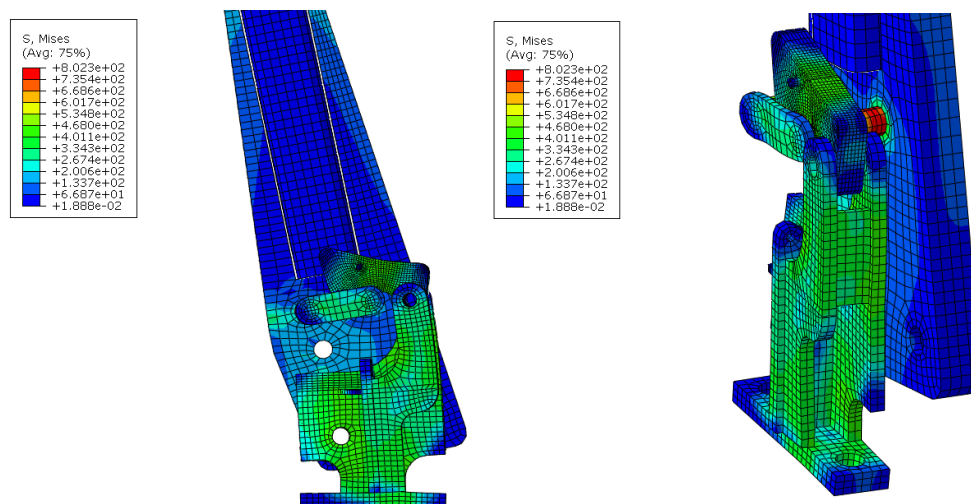 S, Mises
(Avg: 75%)
+8.023e+02
+7.354e+02
+6.686e+02
+6.017e+02
+5.348e+02
+4.680e+02
+4.011e+02
+3.343e+02
+2.674e+02
+2.006e+02
+1.337e+02
+6.687e+01
+1.888e-02
S, Mises
(Avg: 75%)
+8.023e+02
+7.354e+02
+6.686e+02
+6.017e+02
+5.348e+02
+4.680e+02
+4.011e+02
+3.343e+02
+2.674e+02
+2.006e+02
+1.337e+02
+6.687e+01
+1.888e-02